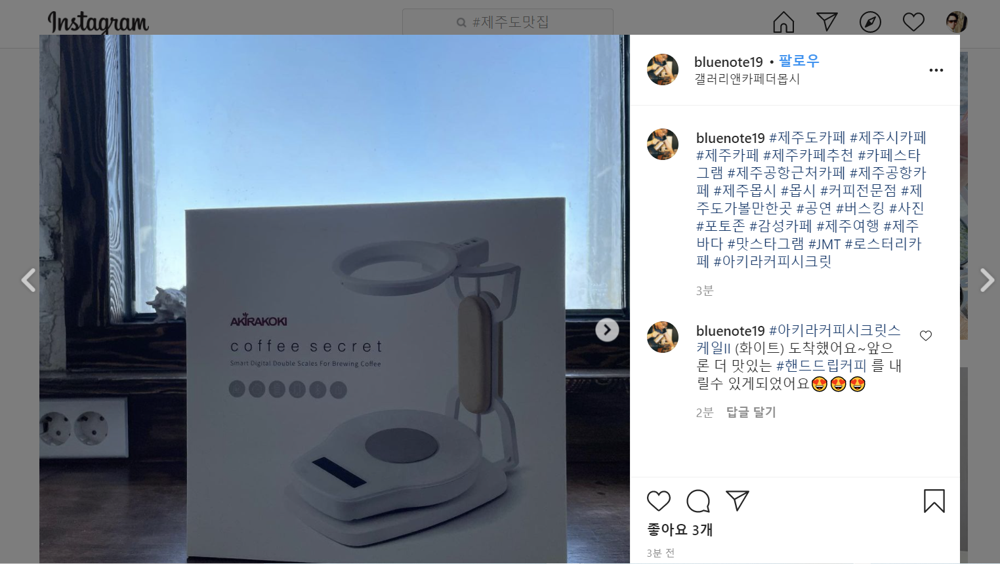 Instagram
#제주도맛집
bluenote19 • 팔로우
갤러리앤카페더몹시
bluenote19 #제주도카페 #제주시카페
#제주카페 #제주카페추천 #카페스타
그램 #제주공항근처카페 #제주공항카
페 #제주몹시 #몹시 #커피전문점 #제
주도가볼만한곳 #공연 #버스킹 #사진
#포토존 #감성카페 #제주여행 #제주
바다 #맛스타그램 #JMT #로스터리카
페 #아키라커피시크릿
3분
bluenote19 #아키라커피시크릿스
케일II (화이트) 도착했어요~앞으
론 더 맛있는 #핸드드립커피 를 내
릴수 있게되었어요😍😍😍
2분 답글 달기
좋아요 3개
3분 전
AKIRAKOKI
coffee secret
Smart Digital Double Scales For Brewing Coffee